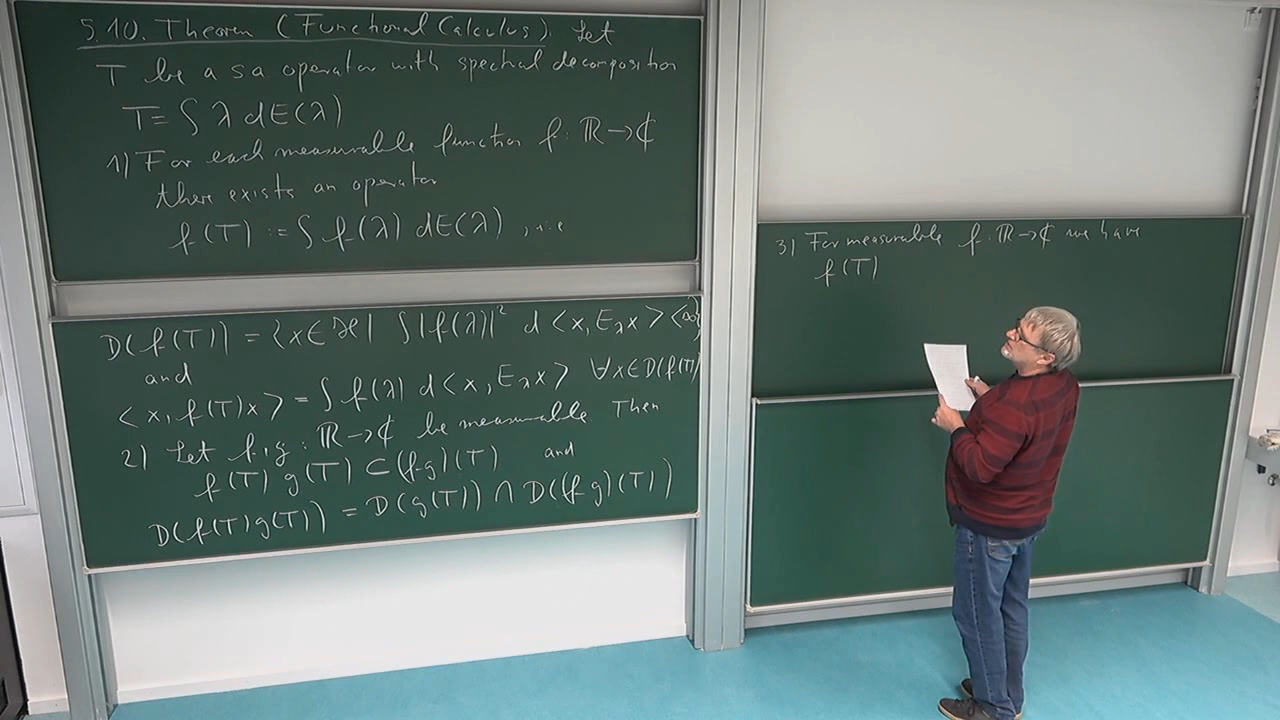 5.10. Theorem (Functional Calculus). Let
T be a sa operator with spectral decomposition
T = ∫ λ dE(λ)
1) For each measurable function f: ℝ → ℂ
there exists an operator
f(T) := ∫ f(λ) dE(λ), i.e
D(f(T)) = {x ∈ ℋ | ∫ |f(λ)|² d<x, E_λ x> < ∞}
and
<x, f(T)x> = ∫ f(λ) d<x, E_λ x> ∀x ∈ D(f(T))
2) Let f, g : ℝ → ℂ be measurable Then
f(T) g(T) ⊂ (f·g)(T) and
D(f(T)g(T)) = D(g(T)) ∩ D((f·g)(T))
3) For measurable f: ℝ → ℂ we have
f(T)